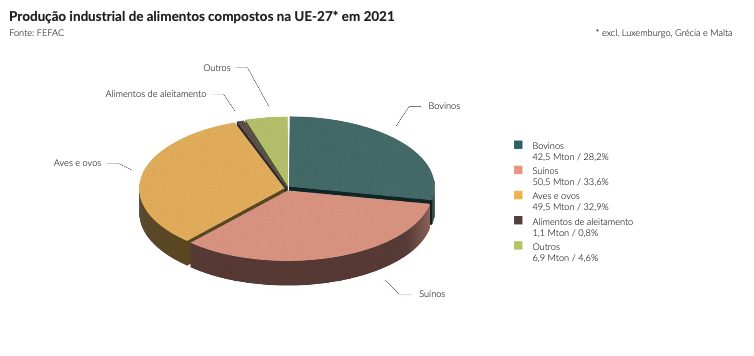 Produção industrial de alimentos compostos na UE-27* em 2021
Fonte: FEFAC
* excl. Luxemburgo, Grécia e Malta
Outros
Alimentos de aleitamento
Bovinos
Aves e ovos
Suínos
Bovinos
42,5 Mton / 28,2%
Suínos
50,5 Mton / 33,6%
Aves e ovos
49,5 Mton / 32,9%
Alimentos de aleitamento
1,1 Mton / 0,8%
Outros
6,9 Mton / 4,6%